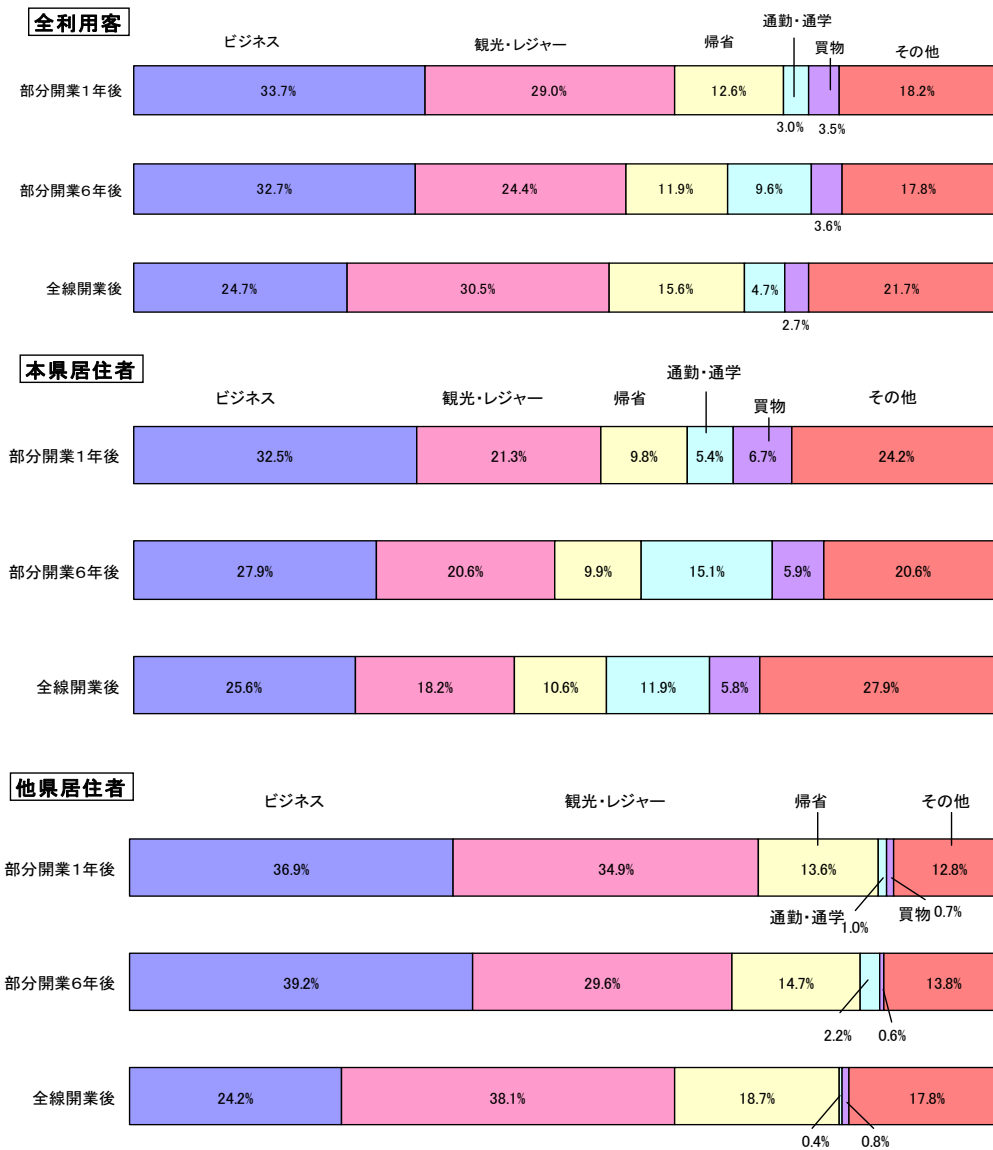 全利用客
ビジネス 観光・レジャー 帰省 通勤・通学 買物 その他
部分開業1年後 33.7% 29.0% 12.6% 18.2%
3.0% 3.5%
部分開業6年後 32.7% 24.4% 11.9% 9.6% 17.8%
3.6%
全線開業後 24.7% 30.5% 15.6% 4.7% 21.7%
2.7%
本県居住者
ビジネス 観光・レジャー 帰省 通勤・通学 買物 その他
部分開業1年後 32.5% 21.3% 9.8% 5.4% 6.7% 24.2%
部分開業6年後 27.9% 20.6% 9.9% 15.1% 5.9% 20.6%
全線開業後 25.6% 18.2% 10.6% 11.9% 5.8% 27.9%
他県居住者
ビジネス 観光・レジャー 帰省 その他
部分開業1年後 36.9% 34.9% 13.6% 12.8%
通勤・通学 1.0% 買物 0.7%
部分開業6年後 39.2% 29.6% 14.7% 13.8%
2.2% 0.6%
全線開業後 24.2% 38.1% 18.7% 17.8%
0.4% 0.8%